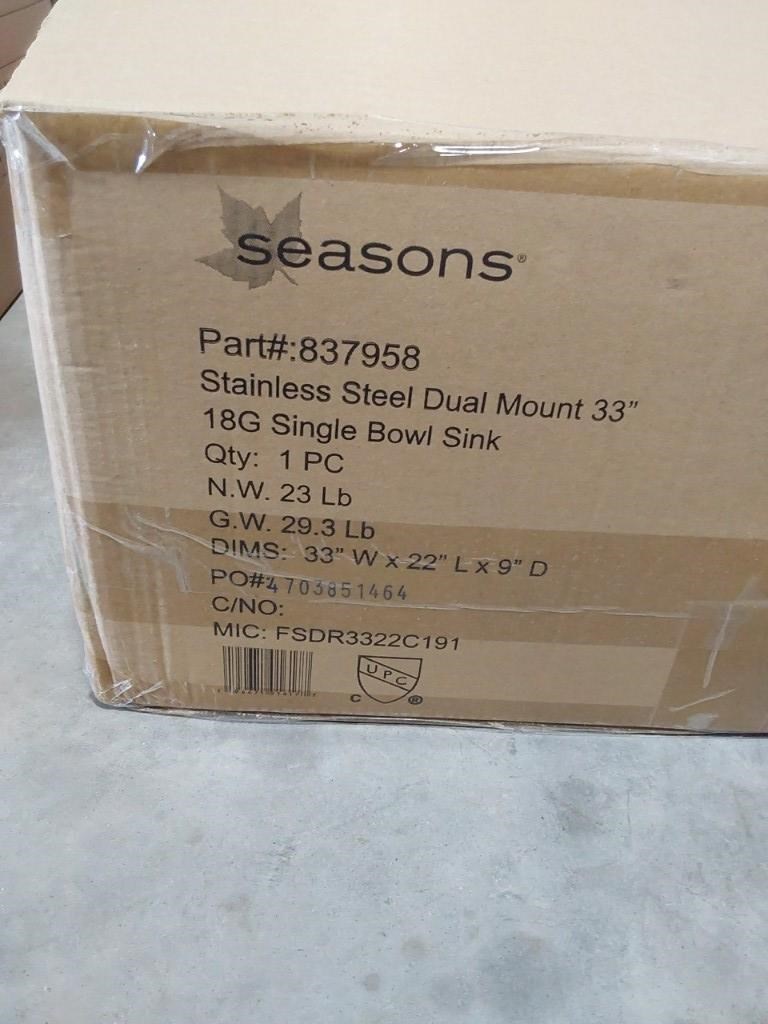 seasons®
Part#:837958
Stainless Steel Dual Mount 33"
18G Single Bowl Sink
Qty: 1 PC
N.W. 23 Lb
G.W. 29.3 Lb
DIMS: 33" W x 22" L x 9" D
PO#:4703851464
C/NO:
MIC: FSDR3322C191
UPC
C ®